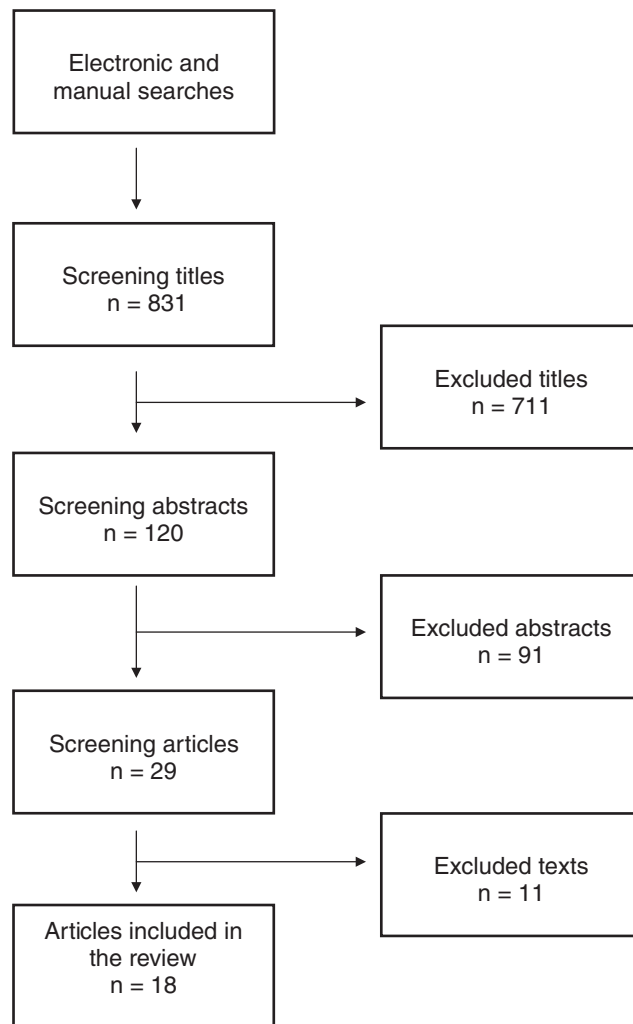 Electronic and
manual searches
Screening titles
n = 831
Excluded titles
n = 711
Screening abstracts
n = 120
Excluded abstracts
n = 91
Screening articles
n = 29
Excluded texts
n = 11
Articles included in
the review
n = 18